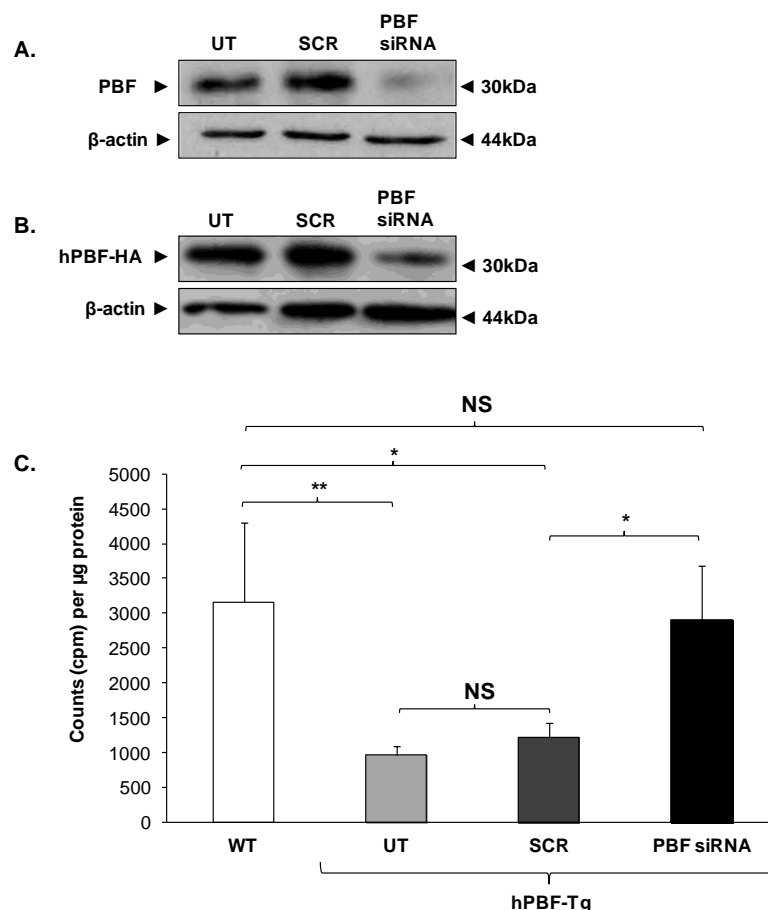 A.
UT SCR PBF siRNA
PBF ► ◄ 30kDa
β-actin ► ◄ 44kDa
B.
UT SCR PBF siRNA
hPBF-HA ► ◄ 30kDa
β-actin ► ◄ 44kDa
C.
NS
*
**
*
NS
Counts (cpm) per µg protein
5000
4500
4000
3500
3000
2500
2000
1500
1000
500
0
WT UT SCR PBF siRNA
hPBF-Tg